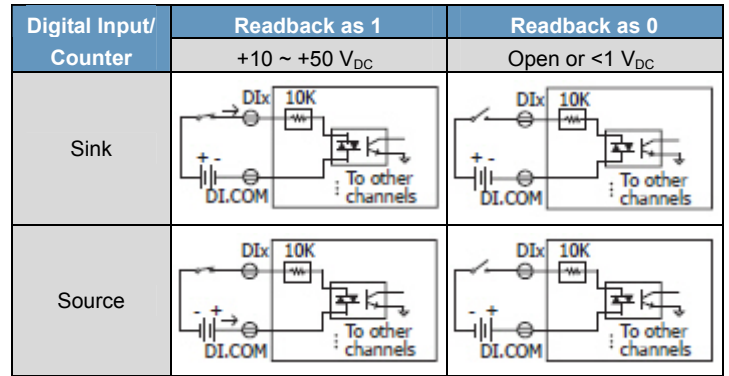 Digital Input/
Counter
Readback as 1
Readback as 0
+10 ~ +50 VDC
Open or <1 VDC
Sink
DIx 10K
+ -
DI.COM
To other
channels
DIx 10K
+ -
DI.COM
To other
channels
Source
DIx 10K
- +
DI.COM
To other
channels
DIx 10K
- +
DI.COM
To other
channels